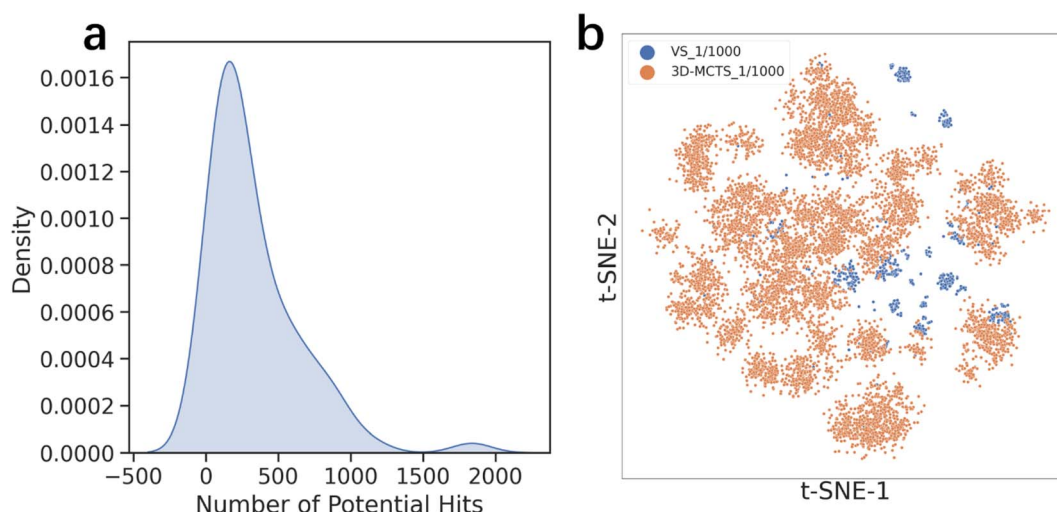 a
0.0016
0.0014
0.0012
0.0010
0.0008
0.0006
0.0004
0.0002
0.0000
Density
−500 0 500 1000 1500 2000
Number of Potential Hits
b
VS_1/1000
3D-MCTS_1/1000
t-SNE-2
t-SNE-1